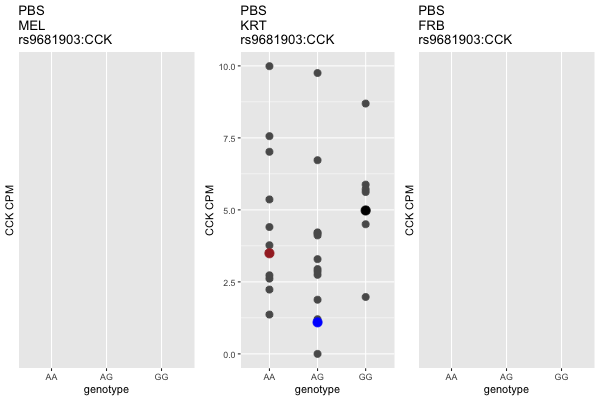 PBS
MEL
rs9681903:CCK
CCK CPM
AA AG GG
genotype
PBS
KRT
rs9681903:CCK
CCK CPM
10.0
7.5
5.0
2.5
0.0
AA AG GG
genotype
PBS
FRB
rs9681903:CCK
CCK CPM
AA AG GG
genotype